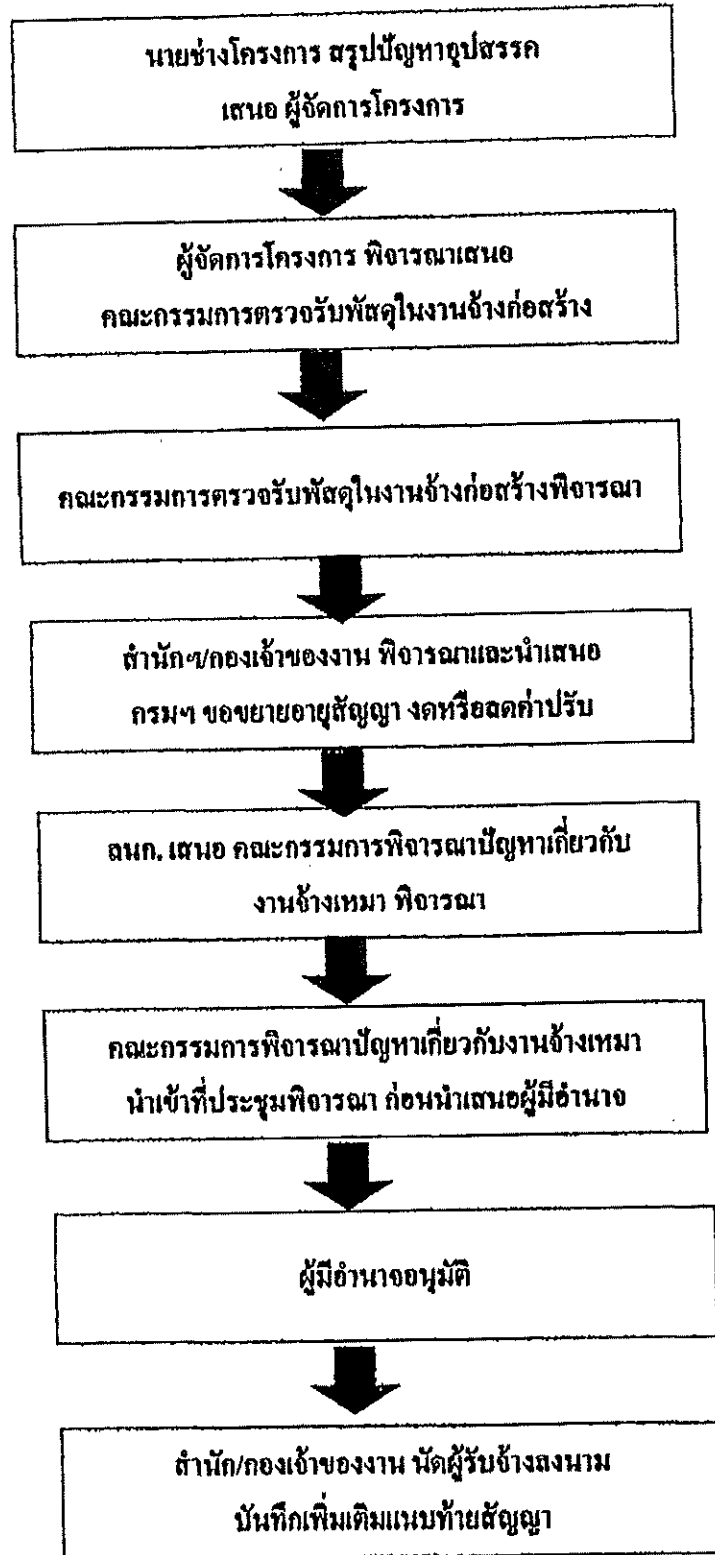 นายช่างโครงการ สรุปปัญหาอุปสรรค
เสนอ ผู้จัดการโครงการ
ผู้จัดการโครงการ พิจารณาเสนอ
คณะกรรมการตรวจรับพัสดุในงานจ้างก่อสร้าง
คณะกรรมการตรวจรับพัสดุในงานจ้างก่อสร้างพิจารณา
สำนักฯ/กองเจ้าของงาน พิจารณาและนำเสนอ
กรมฯ ขอขยายอายุสัญญา งดหรือลดค่าปรับ
ลนก. เสนอ คณะกรรมการพิจารณาปัญหาเกี่ยวกับ
งานจ้างเหมา พิจารณา
คณะกรรมการพิจารณาปัญหาเกี่ยวกับงานจ้างเหมา
นำเข้าที่ประชุมพิจารณา ก่อนนำเสนอผู้มีอำนาจ
ผู้มีอำนาจอนุมัติ
สำนัก/กองเจ้าของงาน นัดผู้รับจ้างลงนาม
บันทึกเพิ่มเติมแนบท้ายสัญญา